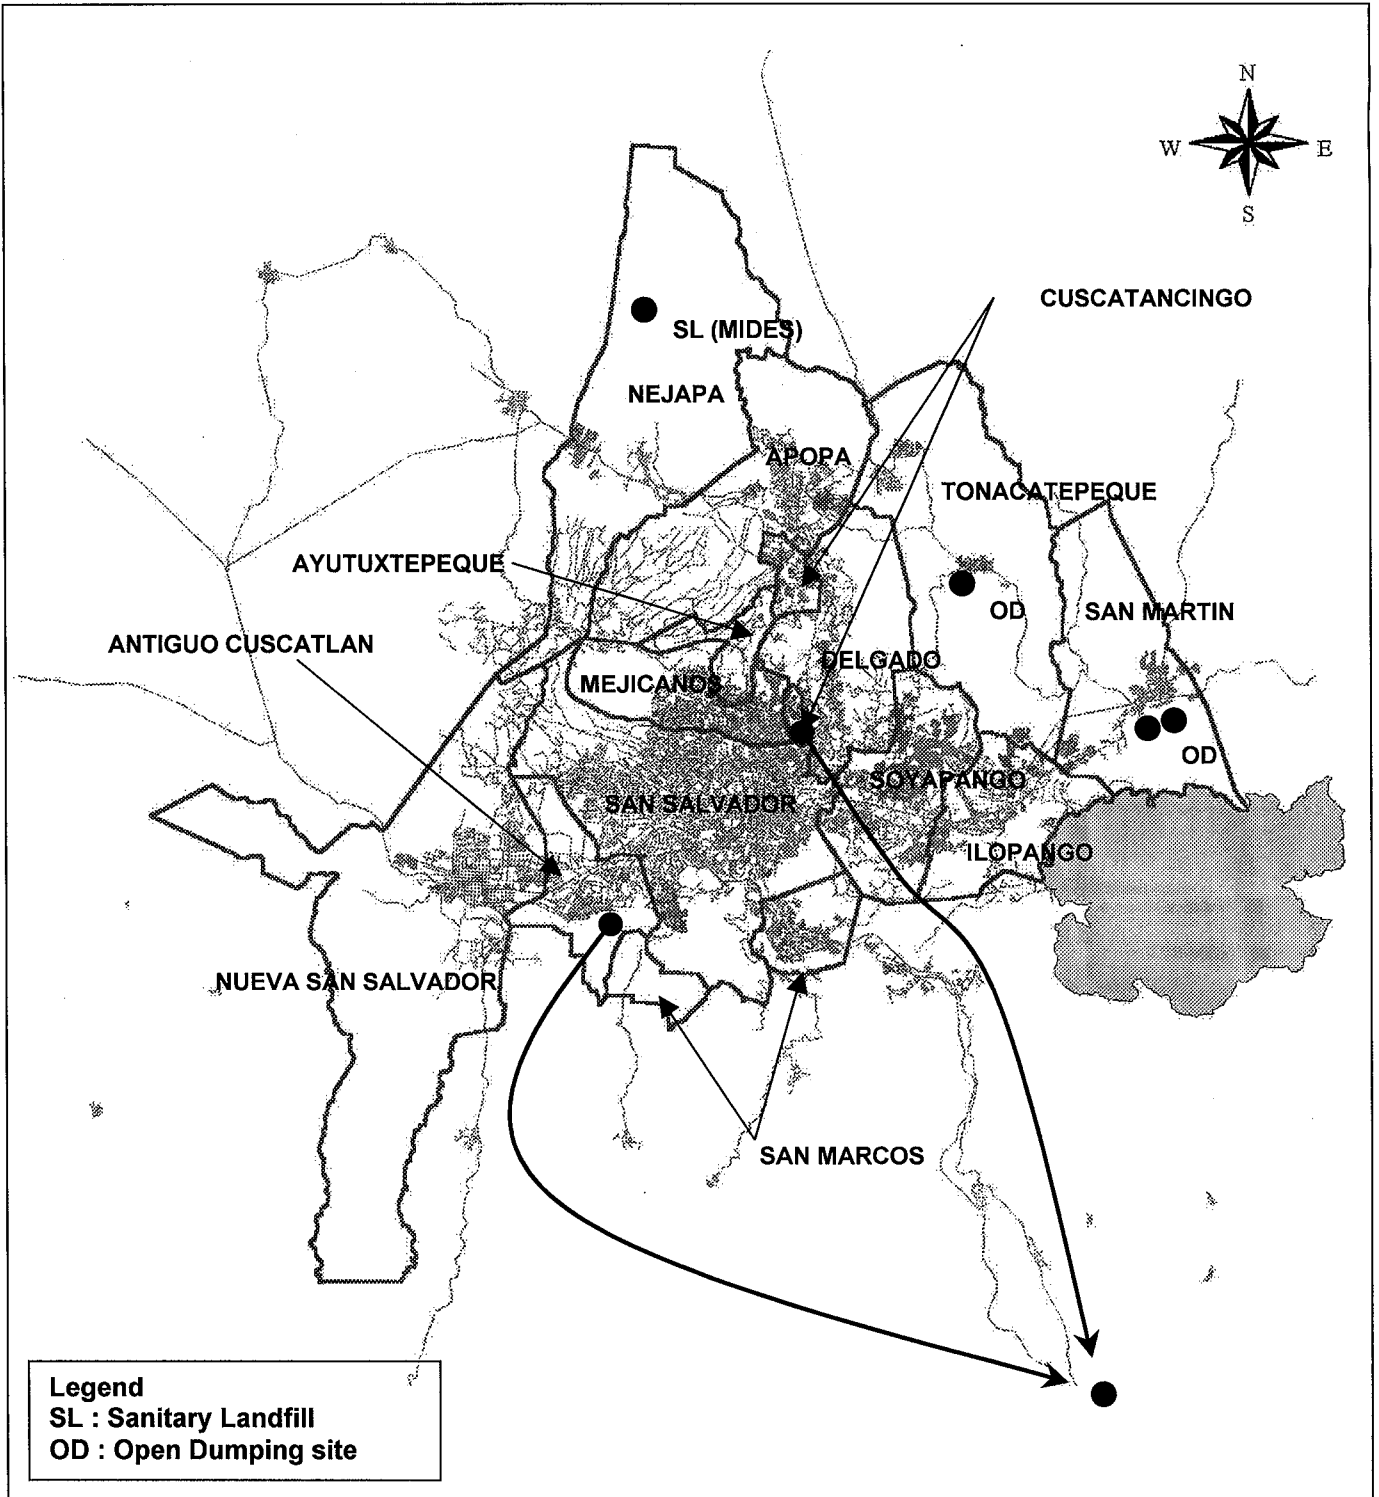 N
W
E
S
CUSCATANCINGO
SL (MIDES)
NEJAPA
APOPA
TONACATEPEQUE
AYUTUXTEPEQUE
OD
SAN MARTIN
ANTIGUO CUSCATLAN
DELGADO
MEJICANOS
OD
SOYAPANGO
SAN SALVADOR
ILOPANGO
NUEVA SAN SALVADOR
SAN MARCOS
Legend
SL : Sanitary Landfill
OD : Open Dumping site